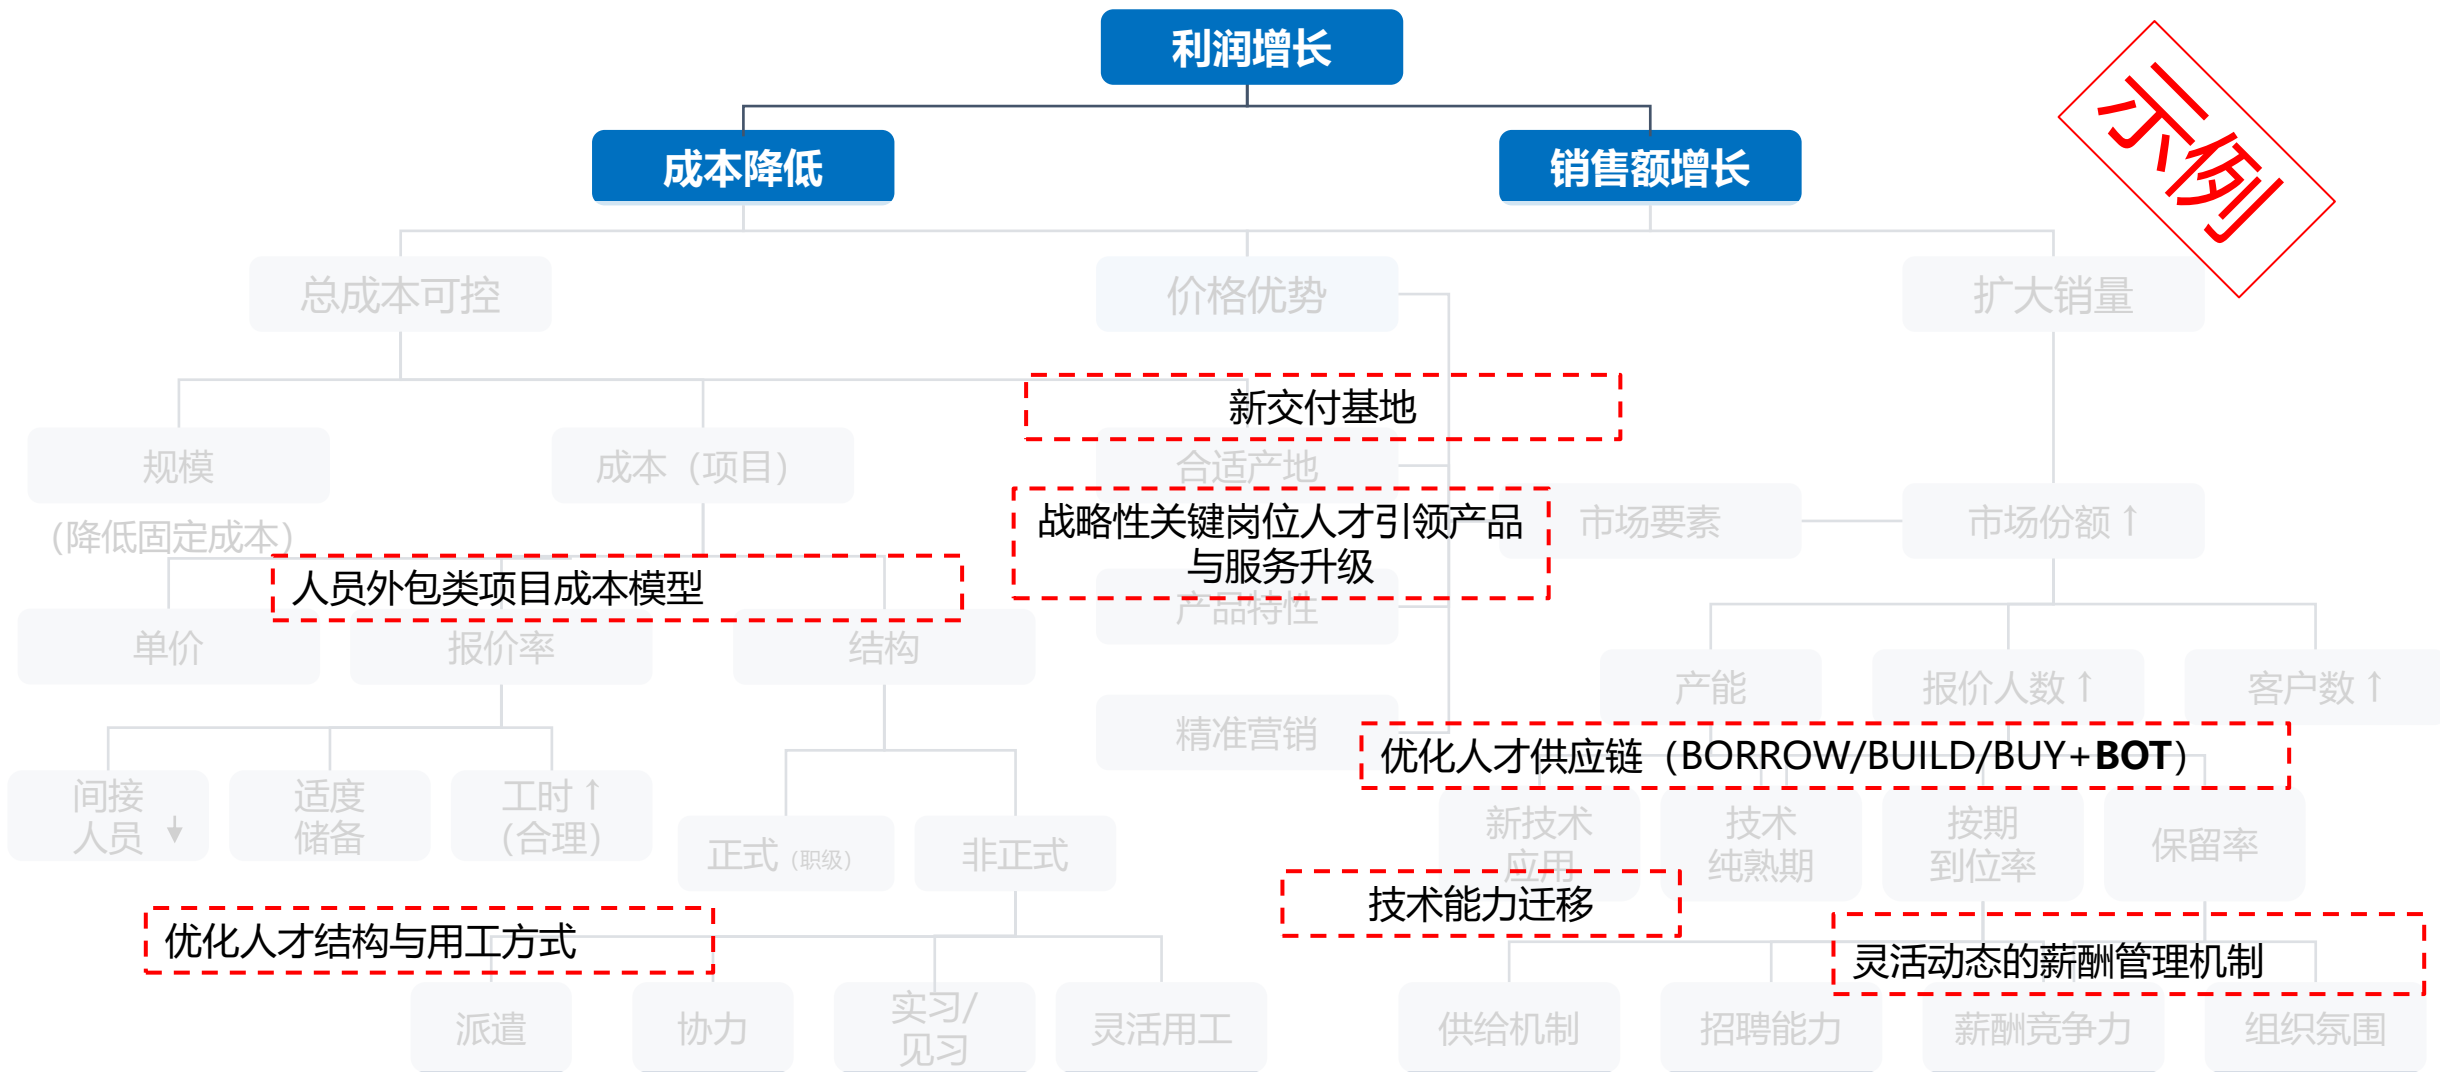 利润增长
示例
成本降低
销售额增长
总成本可控
价格优势
扩大销量
新交付基地
规模
成本（项目）
合适产地
（降低固定成本）
战略性关键岗位人才引领产品
与服务升级
市场要素
市场份额↑
人员外包类项目成本模型
产品特性
单价
报价率
结构
产能
报价人数↑
客户数↑
精准营销
优化人才供应链（BORROW/BUILD/BUY+BOT）
间接
人员
适度
储备
工时↑
（合理）
正式（职级）
非正式
新技术
应用
技术
纯熟期
按期
到位率
保留率
技术能力迁移
优化人才结构与用工方式
灵活动态的薪酬管理机制
派遣
协力
实习/
见习
灵活用工
供给机制
招聘能力
薪酬竞争力
组织氛围